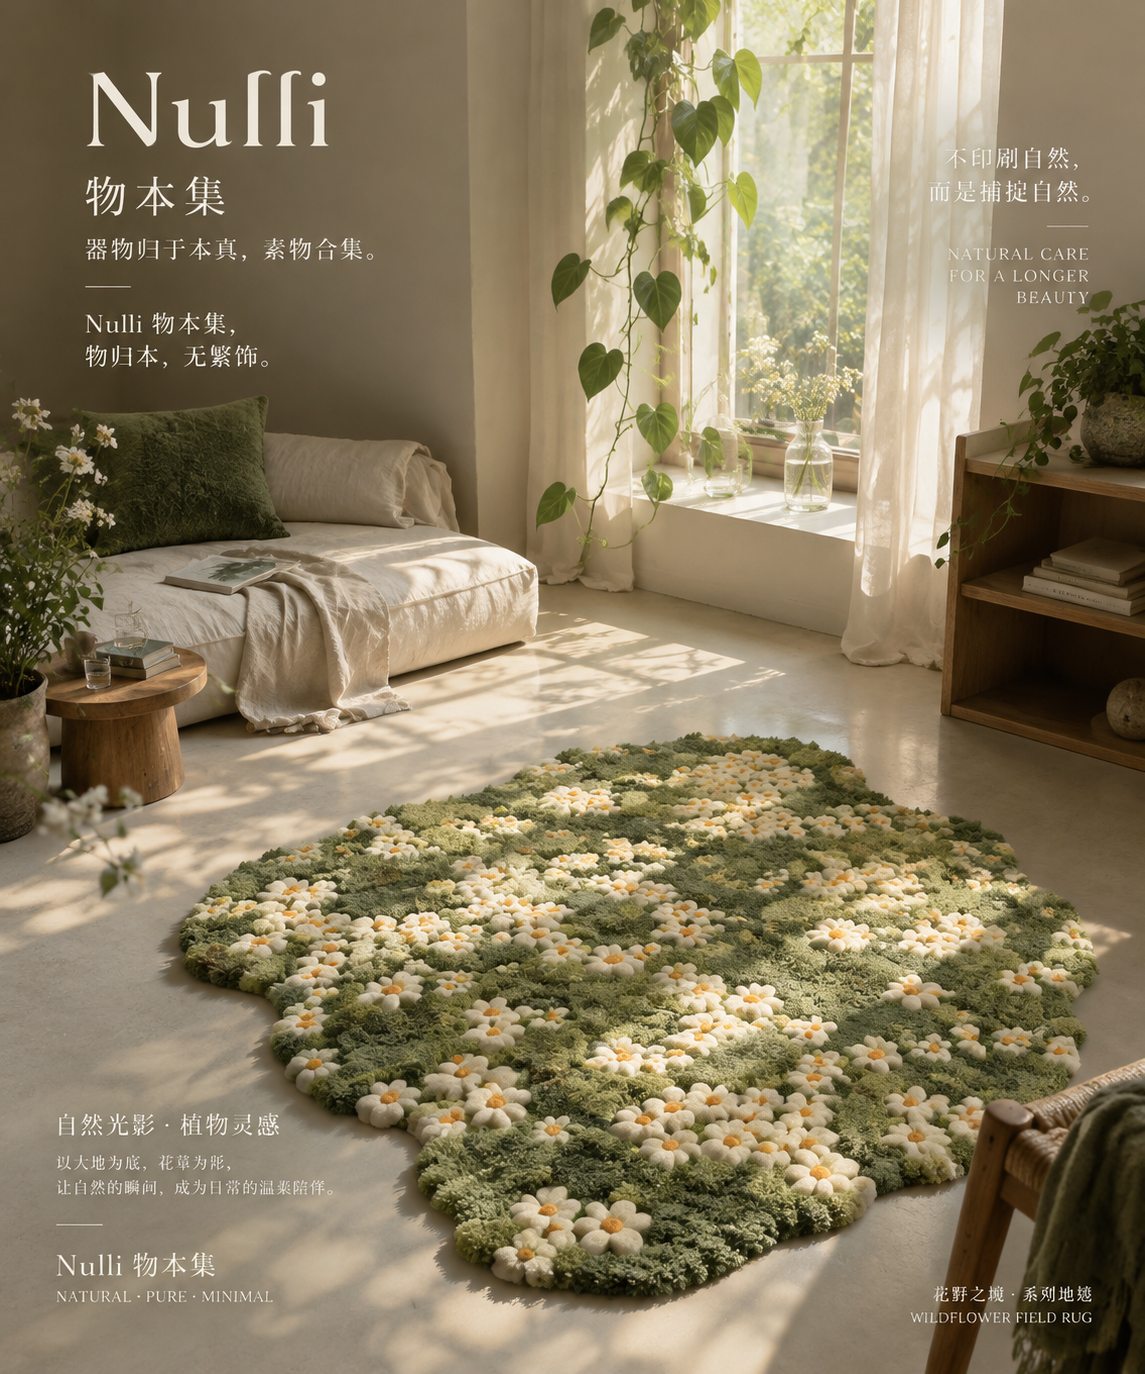 Nulli
物本集
器物归于本真，素物合集。
Nulli 物本集，
物归本，无繁饰。
不印刷自然，
而是捕捉自然。
NATURAL CARE
FOR A LONGER
BEAUTY
自然光影 · 植物灵感
以大地为底，花草为形，
让自然的瞬间，成为日常的温柔陪伴。
Nulli 物本集
NATURAL · PURE · MINIMAL
花野之境 · 系列地毯
WILDFLOWER FIELD RUG